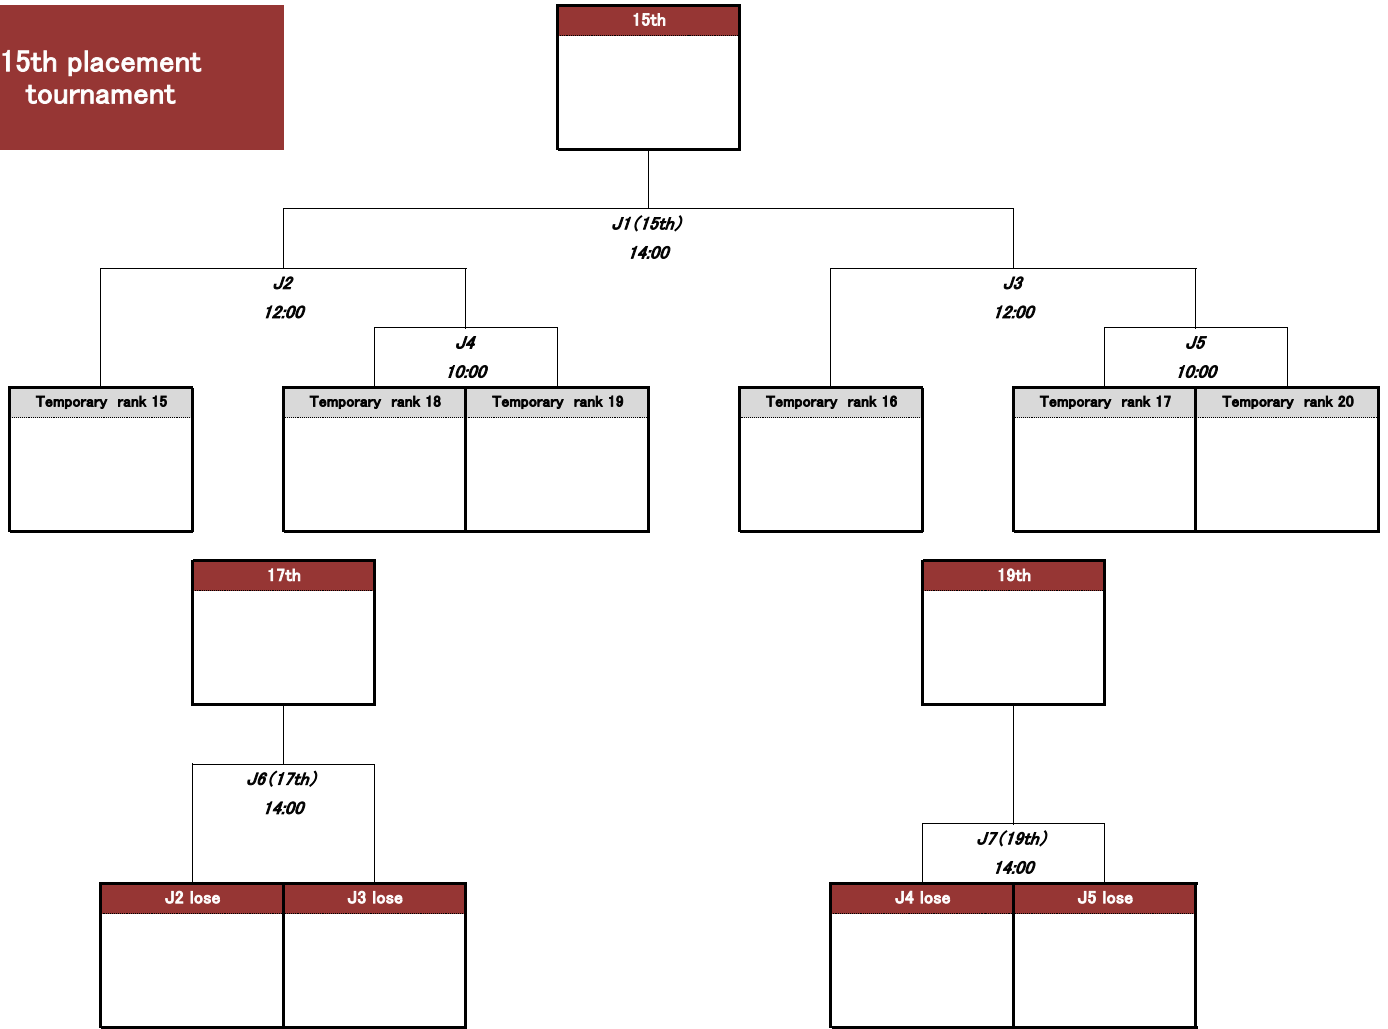 15th placement
tournament
15th
J1(15th)
14:00
J2
12:00
J3
12:00
J4
10:00
J5
10:00
Temporary rank 15
Temporary rank 18
Temporary rank 19
Temporary rank 16
Temporary rank 17
Temporary rank 20
17th
19th
J6(17th)
14:00
J7(19th)
14:00
J2 lose
J3 lose
J4 lose
J5 lose